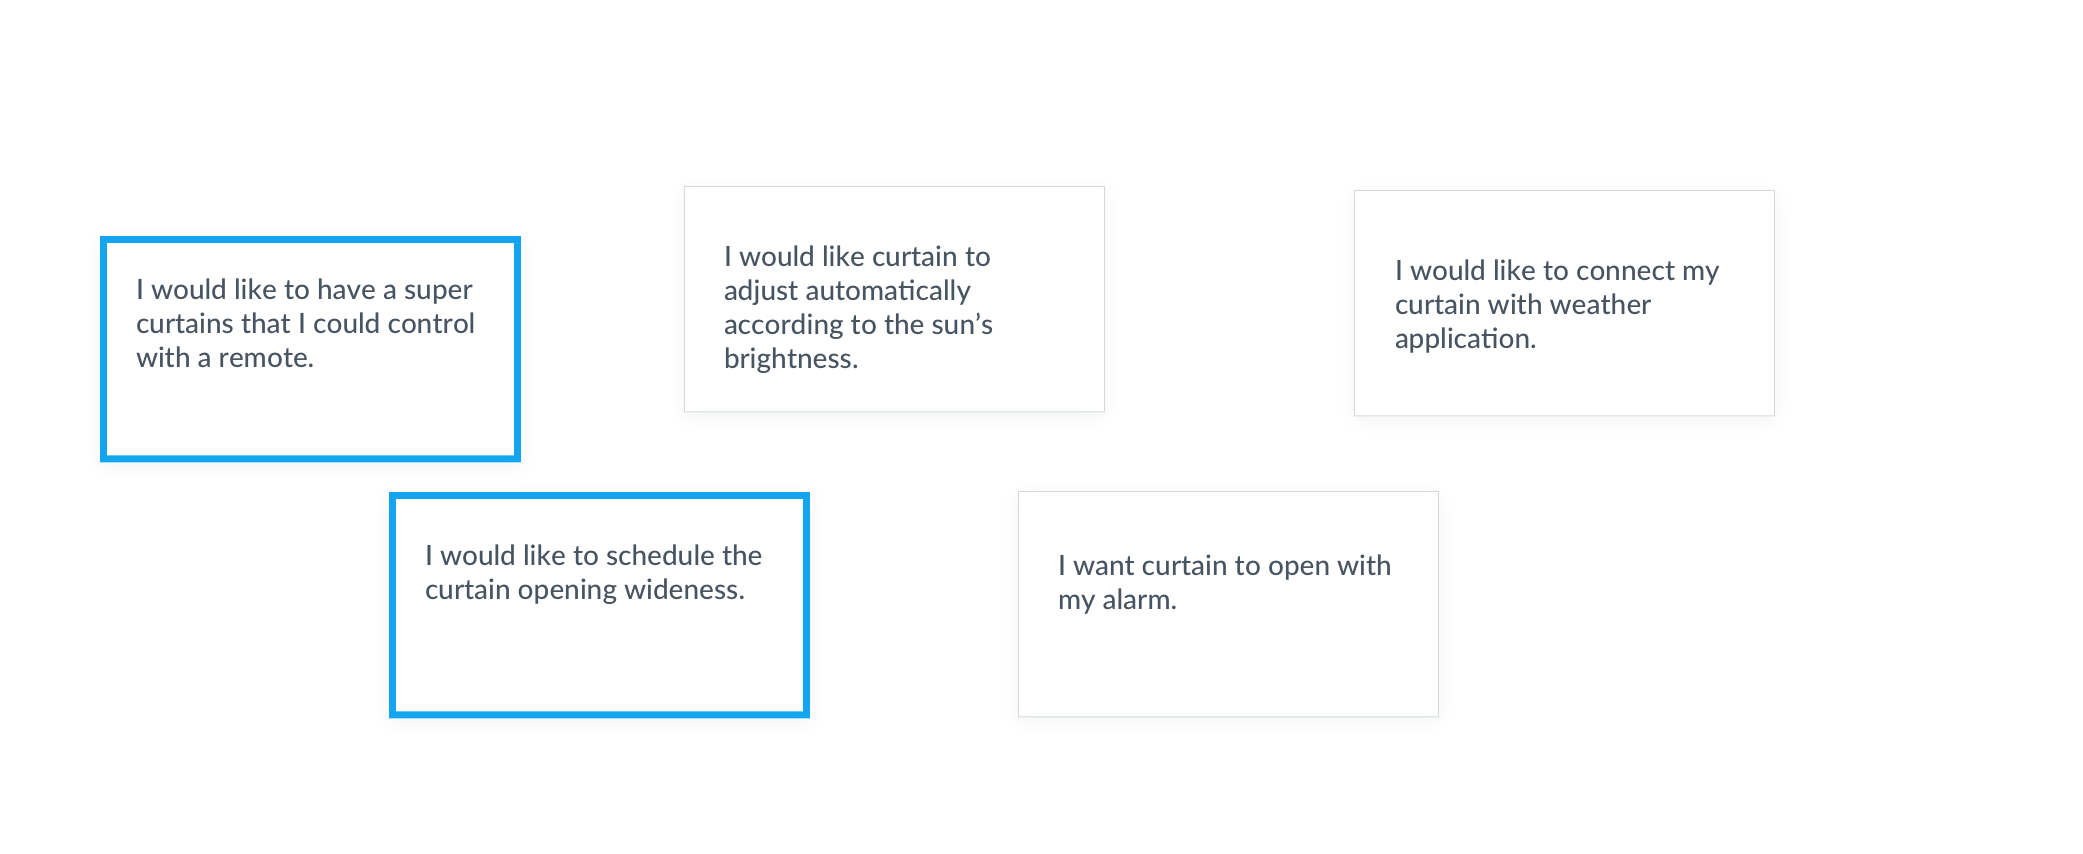 I would like to have a super
curtains that I could control
with a remote.
I would like curtain to
adjust automatically
according to the sun’s
brightness.
I would like to connect my
curtain with weather
application.
I would like to schedule the
curtain opening wideness.
I want curtain to open with
my alarm.